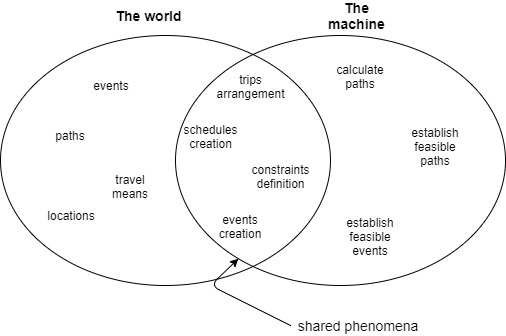 The world
The
machine
events
paths
travel
means
locations
trips
arrangement
schedules
creation
constraints
definition
events
creation
calculate
paths
establish
feasible
paths
establish
feasible
events
shared phenomena